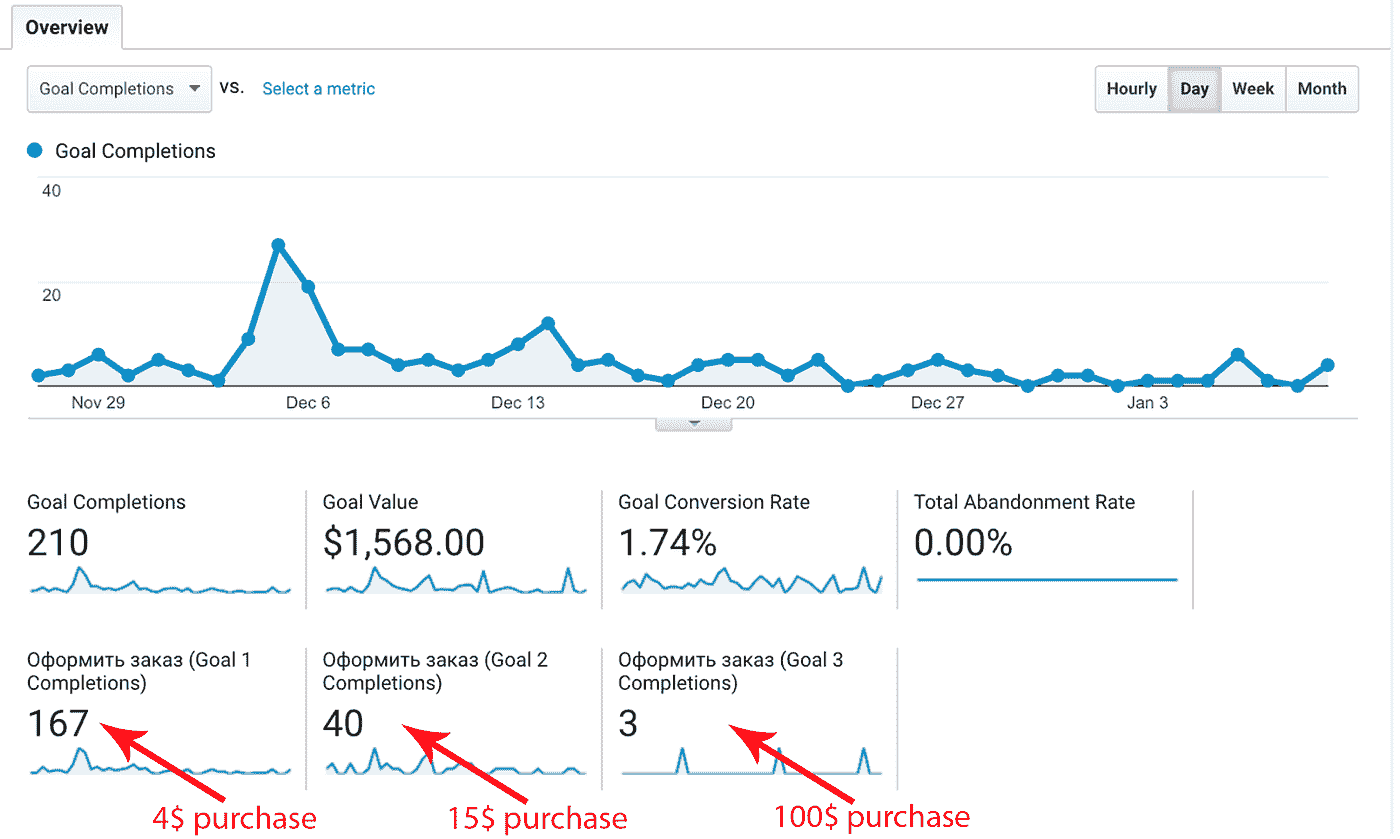 Overview
Goal Completions VS. Select a metric
Hourly Day Week Month
Goal Completions
40
20
Nov 29 Dec 6 Dec 13 Dec 20 Dec 27 Jan 3
Goal Completions Goal Value Goal Conversion Rate Total Abandonment Rate
210 $1,568.00 1.74% 0.00%
Оформить заказ (Goal 1 Оформить заказ (Goal 2 Оформить заказ (Goal 3
Completions) Completions) Completions)
167 40 3
4$ purchase 15$ purchase 100$ purchase